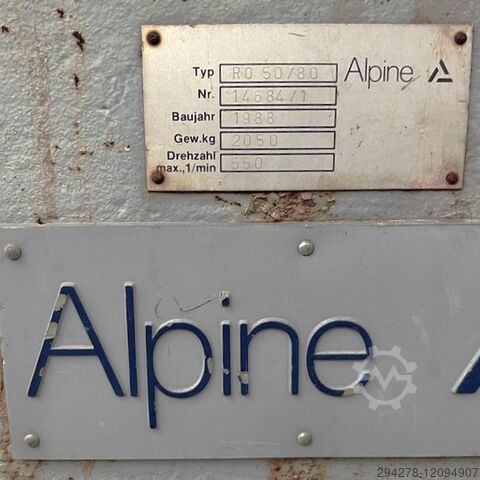 Typ RO 50/80 Alpine
Nr. 14684/1
Baujahr 1988
Gew.kg 2050
Drehzahl
max.,1/min 550
Alpine
294278-12094907